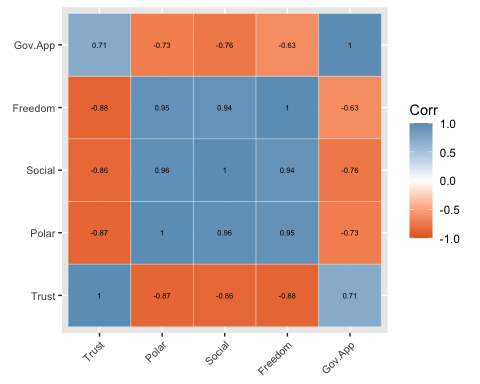 Gov.App 0.71 -0.73 -0.76 -0.63 1
Freedom -0.88 0.95 0.94 1 -0.63
Social -0.86 0.96 1 0.94 -0.76
Polar -0.87 1 0.96 0.95 -0.73
Trust 1 -0.87 -0.86 -0.88 0.71
Trust Polar Social Freedom Gov.App
Corr
1.0
0.5
0.0
-0.5
-1.0